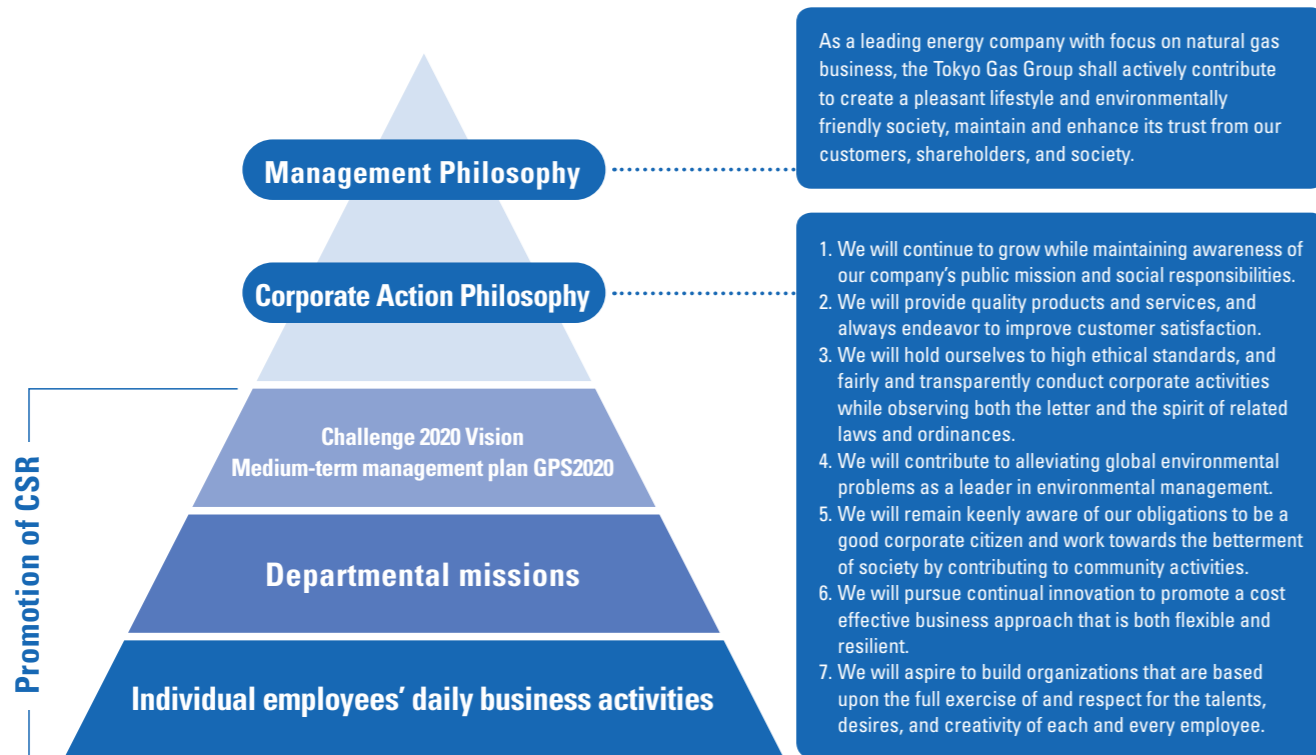 Management Philosophy
As a leading energy company with focus on natural gas
business, the Tokyo Gas Group shall actively contribute
to create a pleasant lifestyle and environmentally
friendly society, maintain and enhance its trust from our
customers, shareholders, and society.
Corporate Action Philosophy
1. We will continue to grow while maintaining awareness of
our company's public mission and social responsibilities.
2. We will provide quality products and services, and
always endeavor to improve customer satisfaction.
3. We will hold ourselves to high ethical standards, and
fairly and transparently conduct corporate activities
while observing both the letter and the spirit of related
laws and ordinances.
4. We will contribute to alleviating global environmental
problems as a leader in environmental management.
5. We will remain keenly aware of our obligations to be a
good corporate citizen and work towards the betterment
of society by contributing to community activities.
6. We will pursue continual innovation to promote a cost
effective business approach that is both flexible and
resilient.
7. We will aspire to build organizations that are based
upon the full exercise of and respect for the talents,
desires, and creativity of each and every employee.
Promotion of CSR
Challenge 2020 Vision
Medium-term management plan GPS2020
Departmental missions
Individual employees' daily business activities